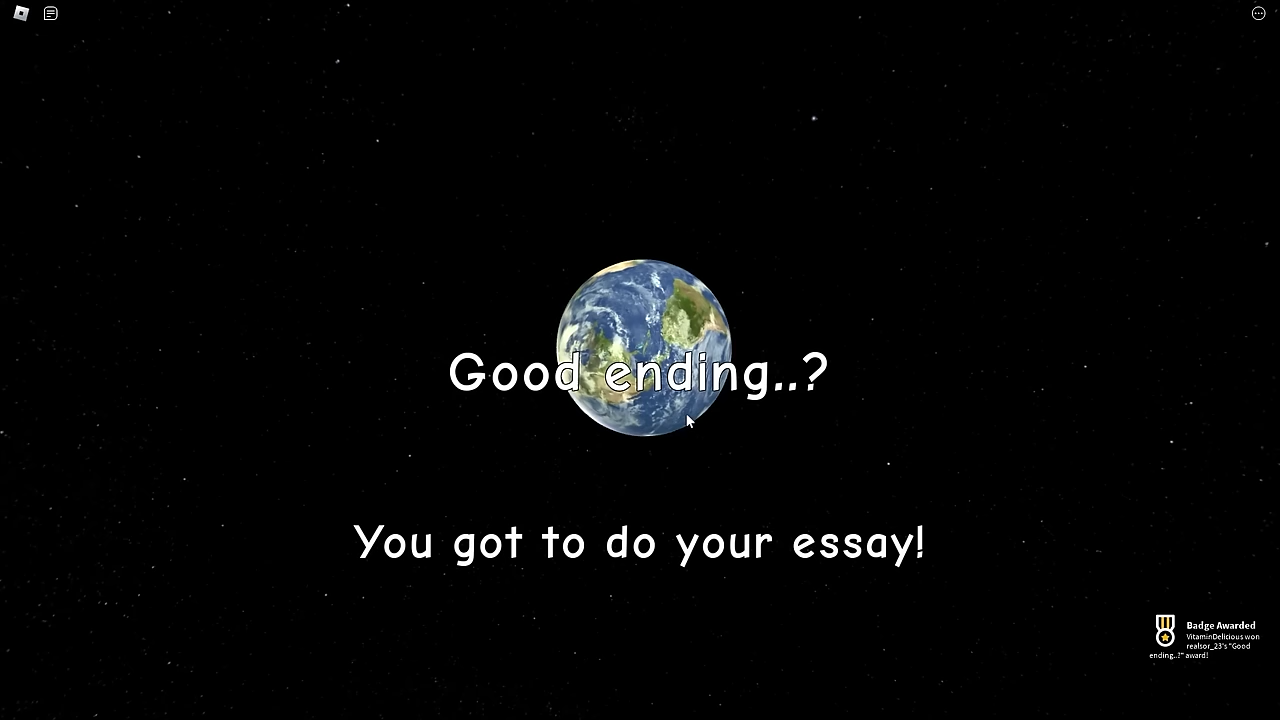 Good ending..?
You got to do your essay!
Badge Awarded
VitaminDelicious won
realsor_23's "Good
ending..?" award!